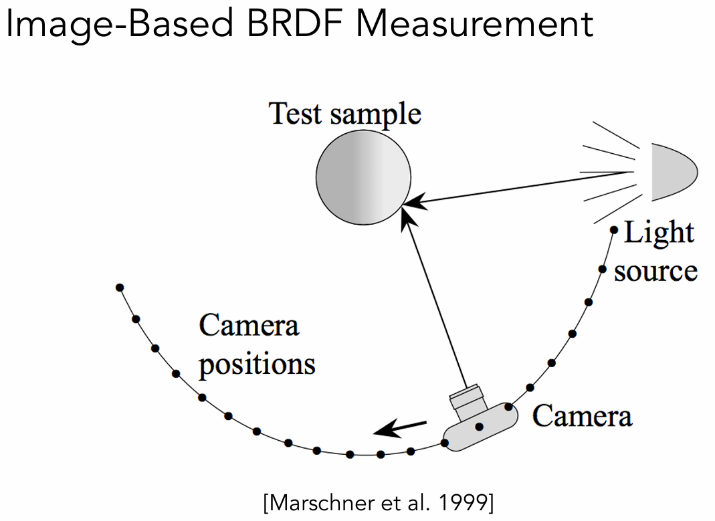 Image-Based BRDF Measurement
Test sample
Light
source
Camera
positions
Camera
[Marschner et al. 1999]